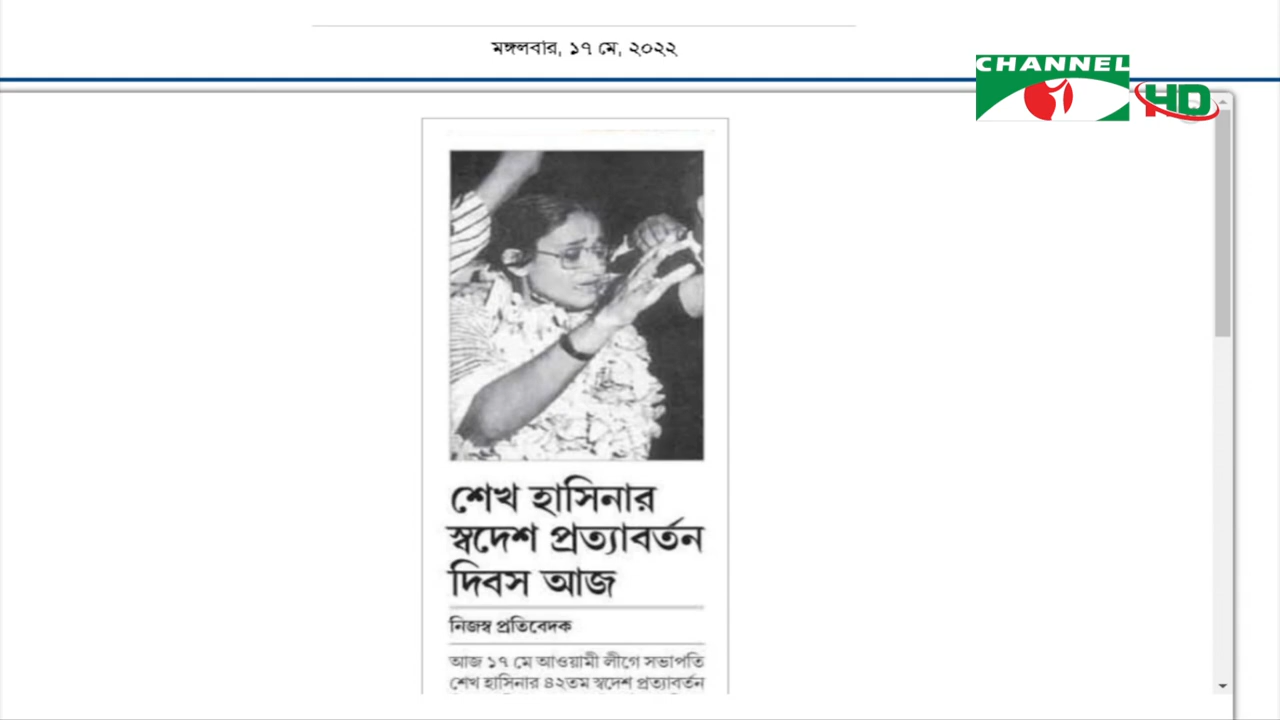 মঙ্গলবার, ১৭ মে, ২০২২
CHANNEL
HD
শেখ হাসিনার
স্বদেশ প্রত্যাবর্তন
দিবস আজ
নিজস্ব প্রতিবেদক
আজ ১৭ মে আওয়ামী লীগে সভাপতি
শেখ হাসিনার ৪২তম স্বদেশ প্রত্যাবর্তন